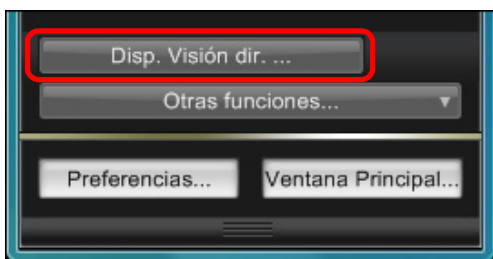 Disp. Visión dir. ...
Otras funciones...
Preferencias... Ventana Principal...